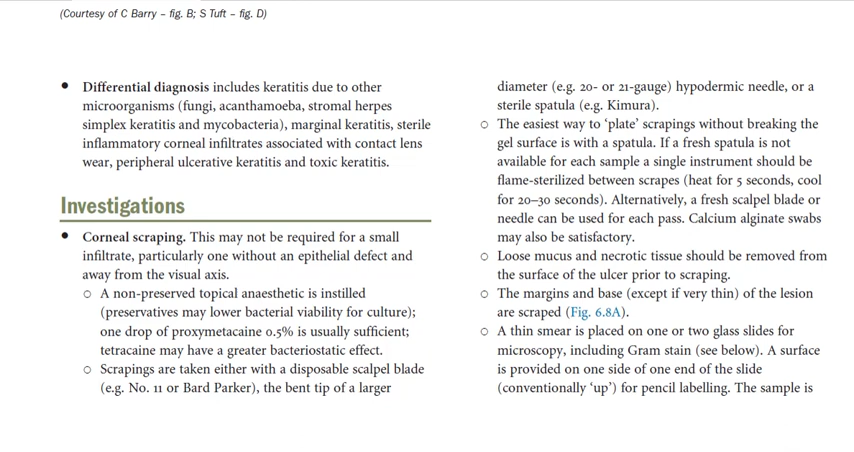 (Courtesy of C Barry – fig. B; S Tuft – fig. D)
• Differential diagnosis includes keratitis due to other
microorganisms (fungi, acanthamoeba, stromal herpes
simplex keratitis and mycobacteria), marginal keratitis, sterile
inflammatory corneal infiltrates associated with contact lens
wear, peripheral ulcerative keratitis and toxic keratitis.
Investigations
• Corneal scraping. This may not be required for a small
infiltrate, particularly one without an epithelial defect and
away from the visual axis.
○ A non-preserved topical anaesthetic is instilled
(preservatives may lower bacterial viability for culture);
one drop of proxymetacaine 0.5% is usually sufficient;
tetracaine may have a greater bacteriostatic effect.
○ Scrapings are taken either with a disposable scalpel blade
(e.g. No. 11 or Bard Parker), the bent tip of a larger
diameter (e.g. 20- or 21-gauge) hypodermic needle, or a
sterile spatula (e.g. Kimura).
○ The easiest way to ‘plate’ scrapings without breaking the
gel surface is with a spatula. If a fresh spatula is not
available for each sample a single instrument should be
flame-sterilized between scrapes (heat for 5 seconds, cool
for 20–30 seconds). Alternatively, a fresh scalpel blade or
needle can be used for each pass. Calcium alginate swabs
may also be satisfactory.
○ Loose mucus and necrotic tissue should be removed from
the surface of the ulcer prior to scraping.
○ The margins and base (except if very thin) of the lesion
are scraped (Fig. 6.8A).
○ A thin smear is placed on one or two glass slides for
microscopy, including Gram stain (see below). A surface
is provided on one side of one end of the slide
(conventionally ‘up’) for pencil labelling. The sample is